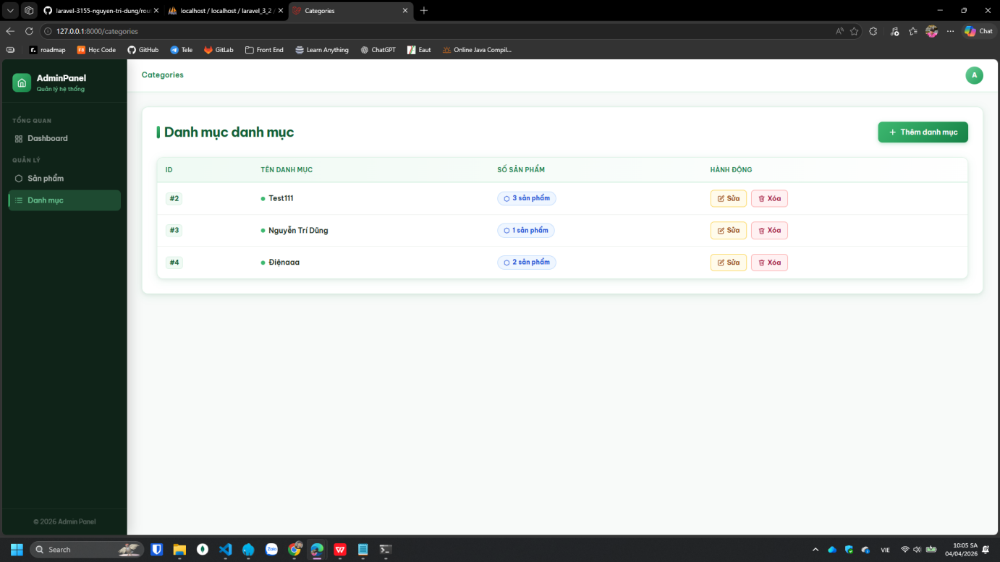 laravel-3155-nguyen-tri-dung/rout
localhost / localhost / laravel_3_2 /
Categories
127.0.0.1:8000/categories
Chat
roadmap
Học Code
GitHub
Tele
GitLab
Front End
Learn Anything
ChatGPT
Eaut
Online Java Compil...
AdminPanel
Quản lý hệ thống
Categories
A
TỔNG QUAN
Dashboard
QUẢN LÝ
Sản phẩm
Danh mục
Danh mục danh mục
+ Thêm danh mục
ID TÊN DANH MỤC SỐ SẢN PHẨM HÀNH ĐỘNG
#2 Test111 3 sản phẩm Sửa Xóa
#3 Nguyễn Trí Dũng 1 sản phẩm Sửa Xóa
#4 Điệnaaa 2 sản phẩm Sửa Xóa
© 2026 Admin Panel
Search
Zalo
VIE
10:05 SA
04/04/2026